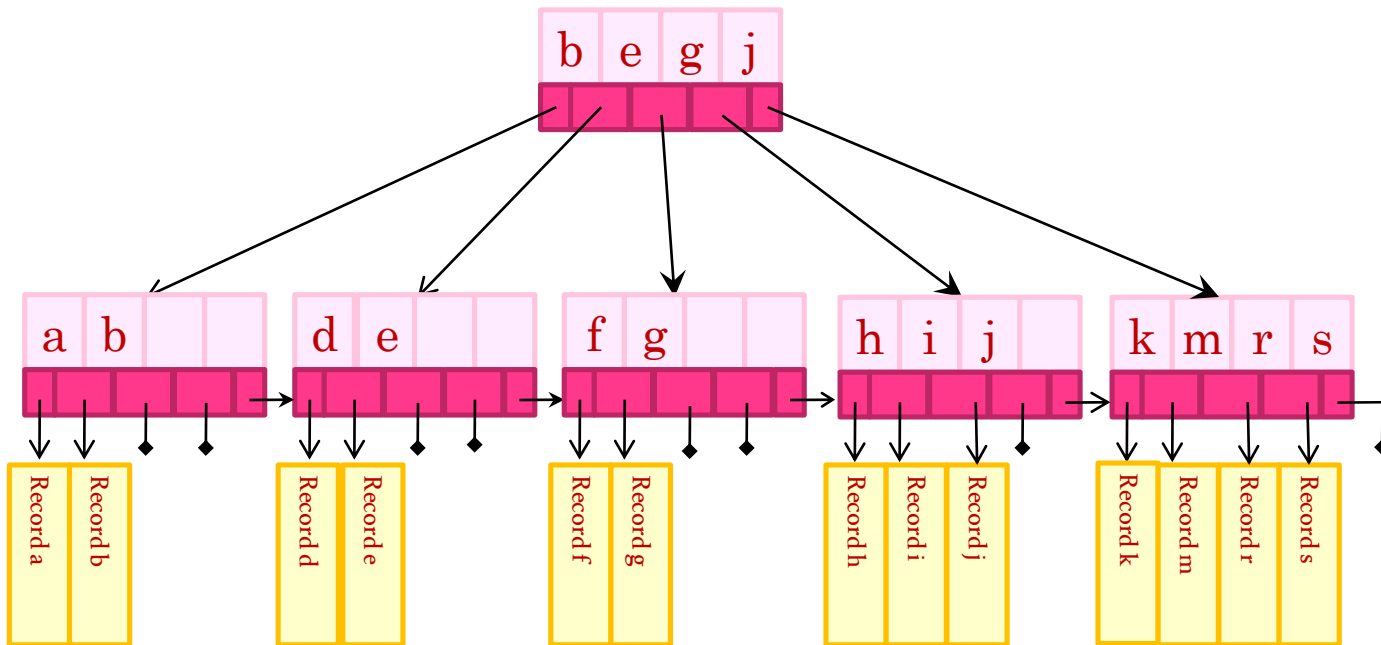 b e g j
a b
d e
f g
h i j
k m r s
Record a
Record b
Record d
Record e
Record f
Record g
Record h
Record i
Record j
Record k
Record m
Record r
Record s